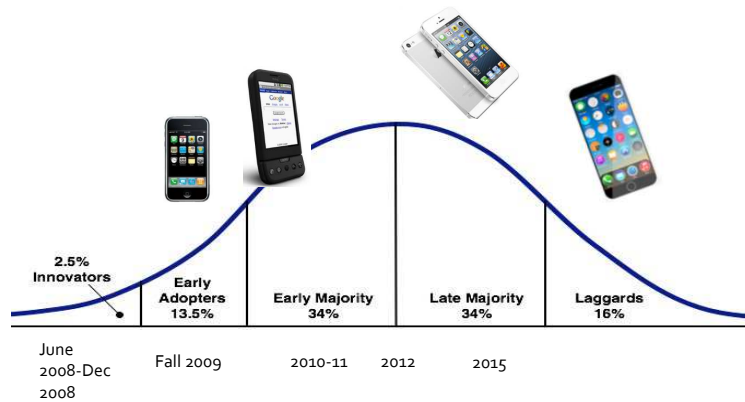 Google
2.5%
Innovators
Early
Adopters
13.5%
Early Majority
34%
Late Majority
34%
Laggards
16%
June
2008-Dec
2008
Fall 2009
2010-11
2012
2015